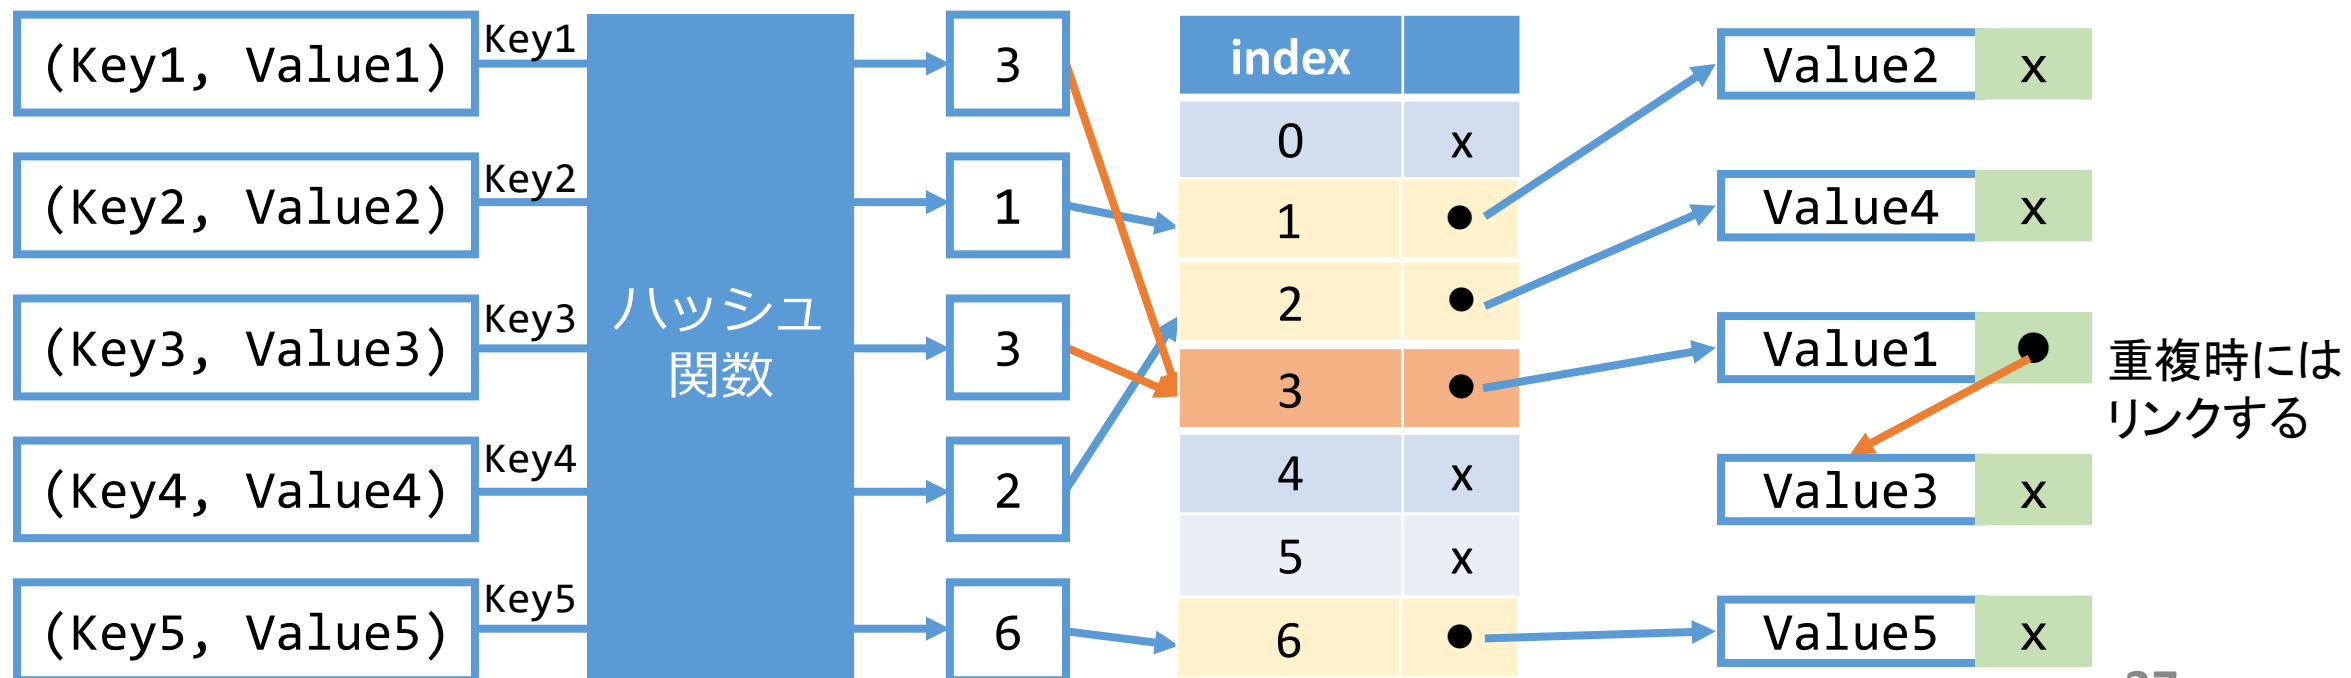 (Key1, Value1)
Key1
3
(Key2, Value2)
Key2
1
(Key3, Value3)
Key3
3
(Key4, Value4)
Key4
2
(Key5, Value5)
Key5
6
ハッシュ
関数
index
0 x
1 ●
2 ●
3 ●
4 x
5 x
6 ●
Value2 x
Value4 x
Value1 ●
重複時には
リンクする
Value3 x
Value5 x